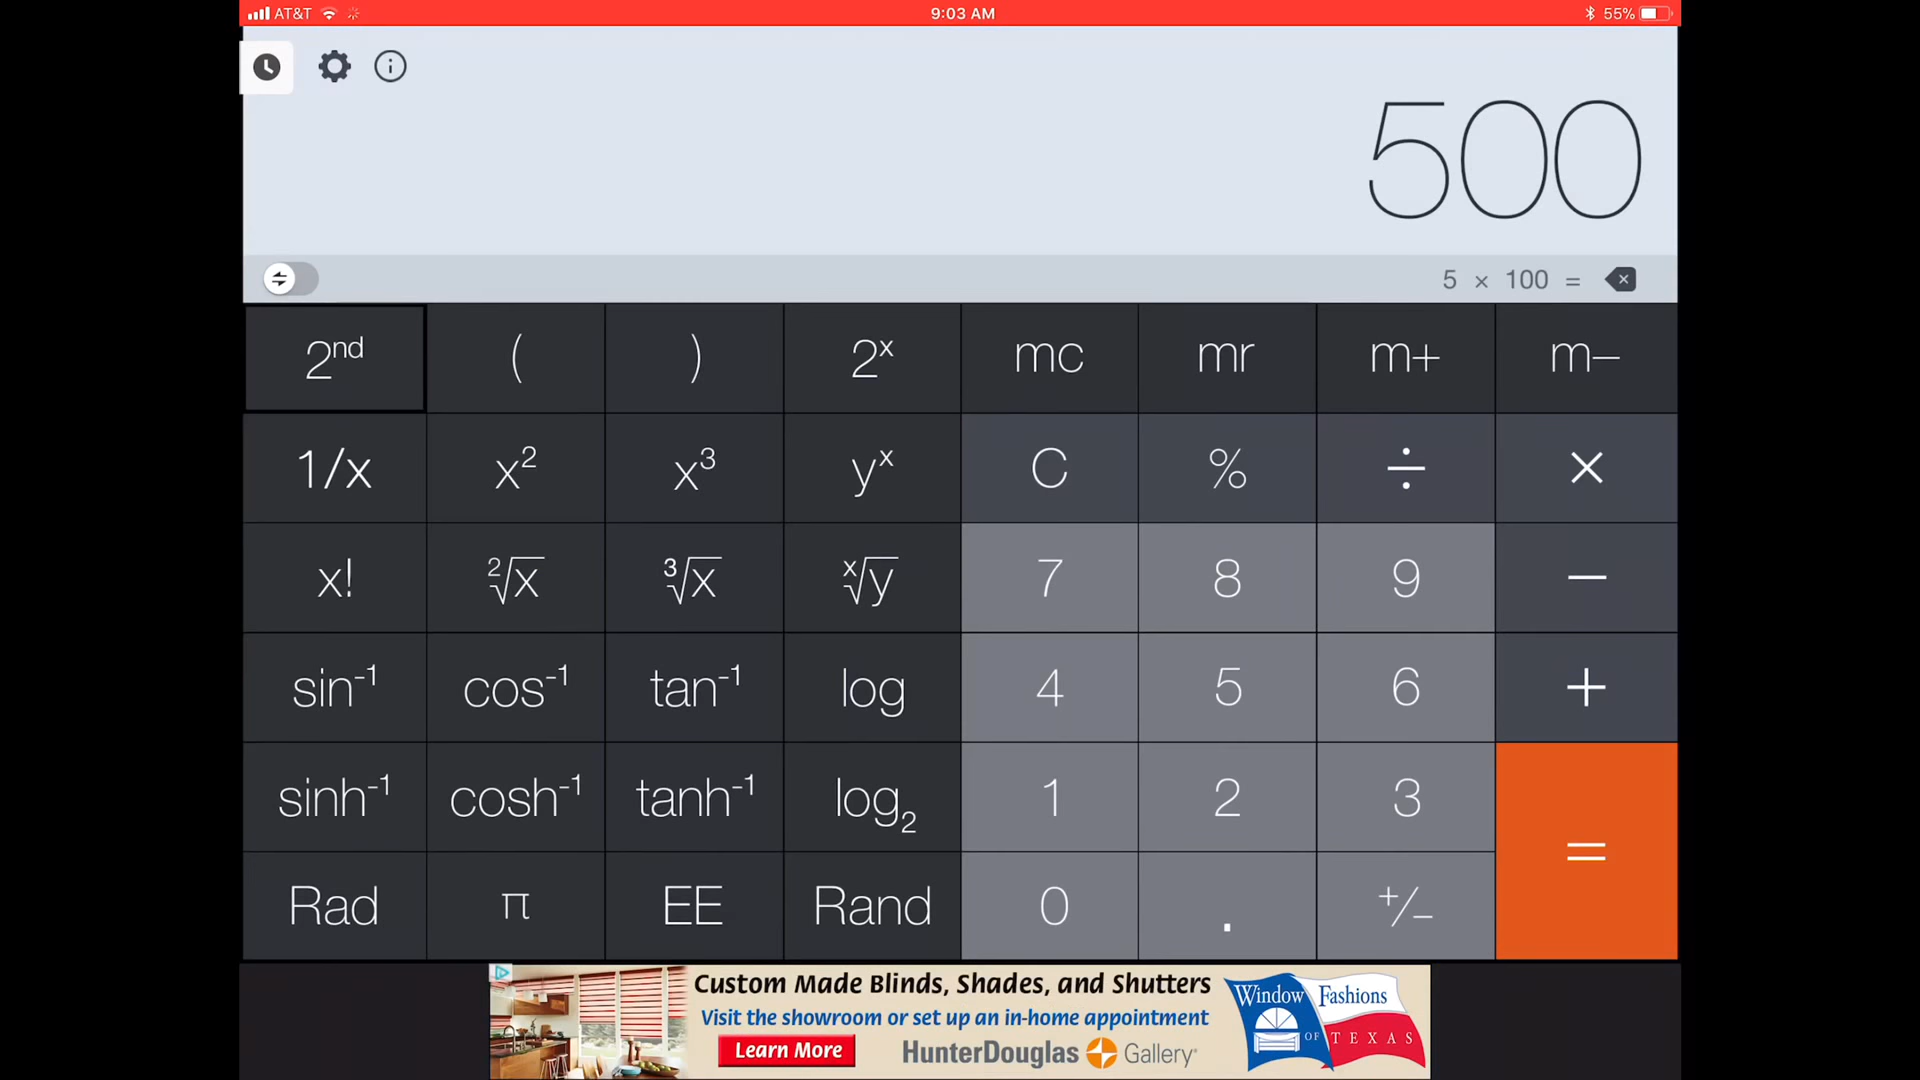 AT&T 9:03 AM 55%
500
5 × 100 =
2nd ( ) 2x mc mr m+ m–
1/x x2 x3 yx C % ÷ ×
x! 2√x 3√x x√y 7 8 9 −
sin-1 cos-1 tan-1 log 4 5 6 +
sinh-1 cosh-1 tanh-1 log2 1 2 3 =
Rad π EE Rand 0 . +/−
Custom Made Blinds, Shades, and Shutters
Visit the showroom or set up an in-home appointment
Learn More HunterDouglas Gallery
Window Fashions
OF TEXAS